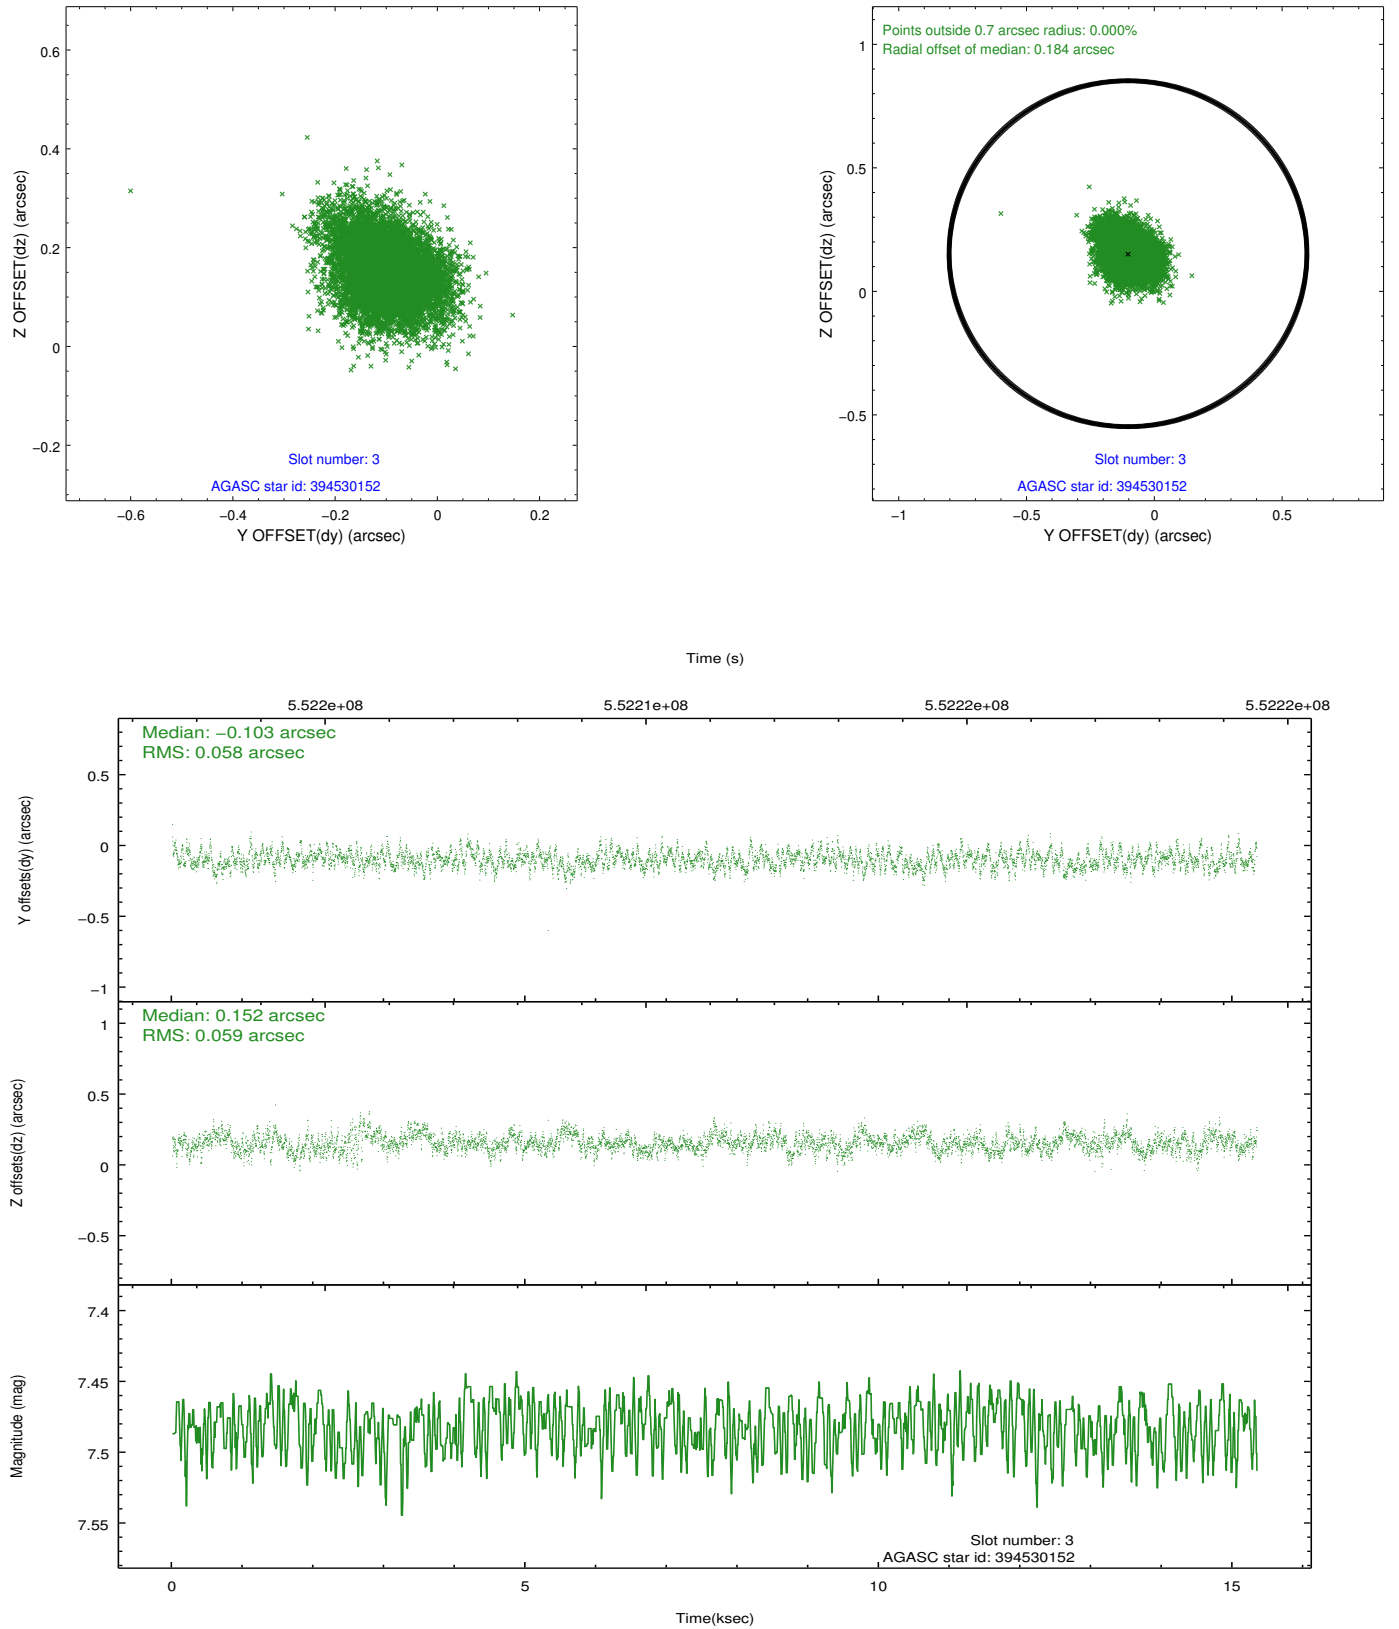 0.6
0.4
0.2
0
−0.2
Z OFFSET(dz) (arcsec)
Slot number: 3
AGASC star id: 394530152
−0.6
−0.4
−0.2
0
0.2
Y OFFSET(dy) (arcsec)
Points outside 0.7 arcsec radius: 0.000%
Radial offset of median: 0.184 arcsec
1
0.5
0
−0.5
Z OFFSET(dz) (arcsec)
Slot number: 3
AGASC star id: 394530152
−1
−0.5
0
0.5
Y OFFSET(dy) (arcsec)
Time (s)
5.522e+08
5.5221e+08
5.5222e+08
5.5222e+08
Median: −0.103 arcsec
RMS: 0.058 arcsec
0.5
0
−0.5
−1
Y offsets(dy) (arcsec)
Median: 0.152 arcsec
RMS: 0.059 arcsec
1
0.5
0
−0.5
Z offsets(dz) (arcsec)
7.4
7.45
7.5
7.55
Magnitude (mag)
Slot number: 3
AGASC star id: 394530152
0
5
10
15
Time(ksec)